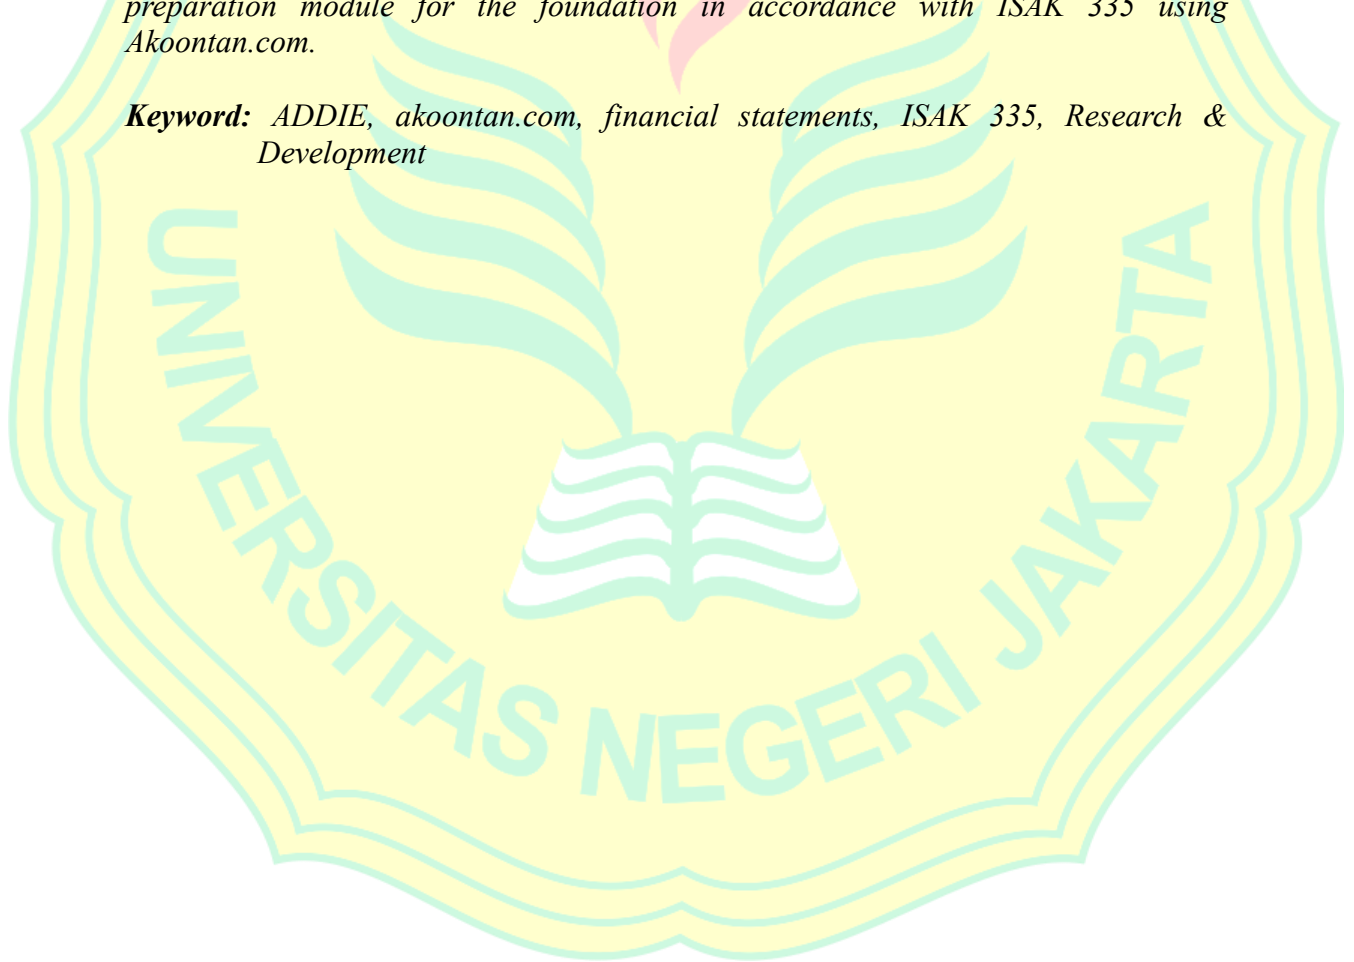 preparation module for the foundation in accordance with ISAK 335 using
Akoontan.com.
Keyword: ADDIE, akoontan.com, financial statements, ISAK 335, Research &
Development
UNIVERSITAS NEGERI JAKARTA